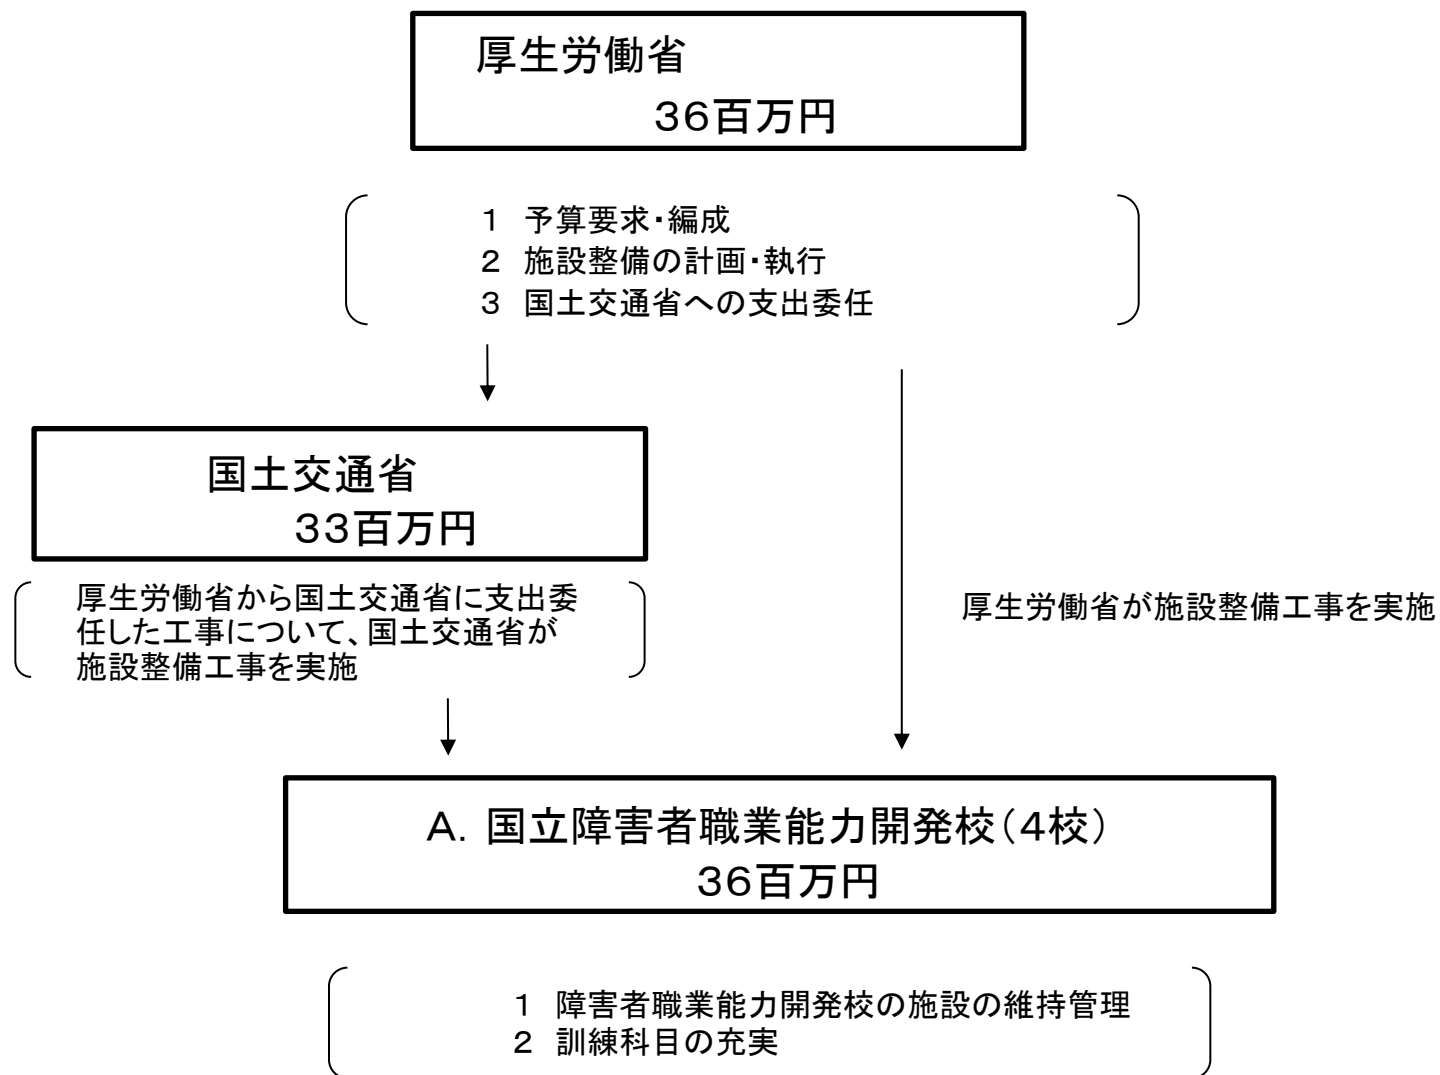 厚生労働省
36百万円
1 予算要求・編成
2 施設整備の計画・執行
3 国土交通省への支出委任
国土交通省
33百万円
厚生労働省から国土交通省に支出委
任した工事について、国土交通省が
施設整備工事を実施
厚生労働省が施設整備工事を実施
A. 国立障害者職業能力開発校(4校)
36百万円
1 障害者職業能力開発校の施設の維持管理
2 訓練科目の充実